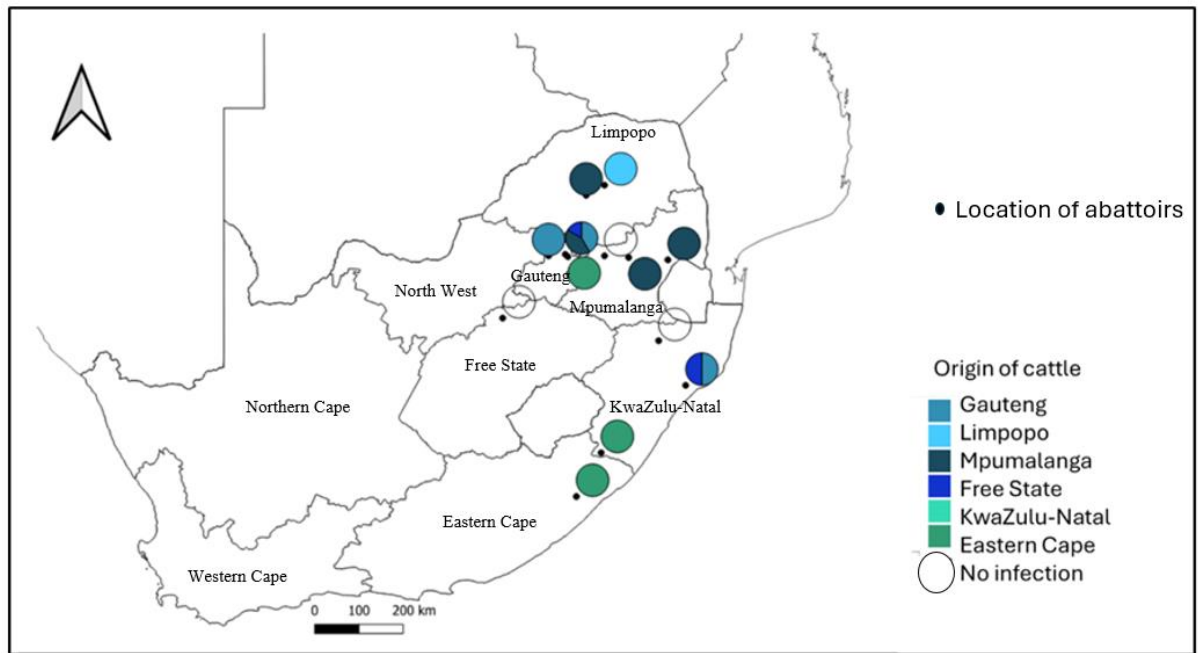 Limpopo
Location of abattoirs
Gauteng
North West
Mpumalanga
Free State
Northern Cape
KwaZulu-Natal
Eastern Cape
Western Cape
0 100 200 km
Origin of cattle
Gauteng
Limpopo
Mpumalanga
Free State
KwaZulu-Natal
Eastern Cape
No infection